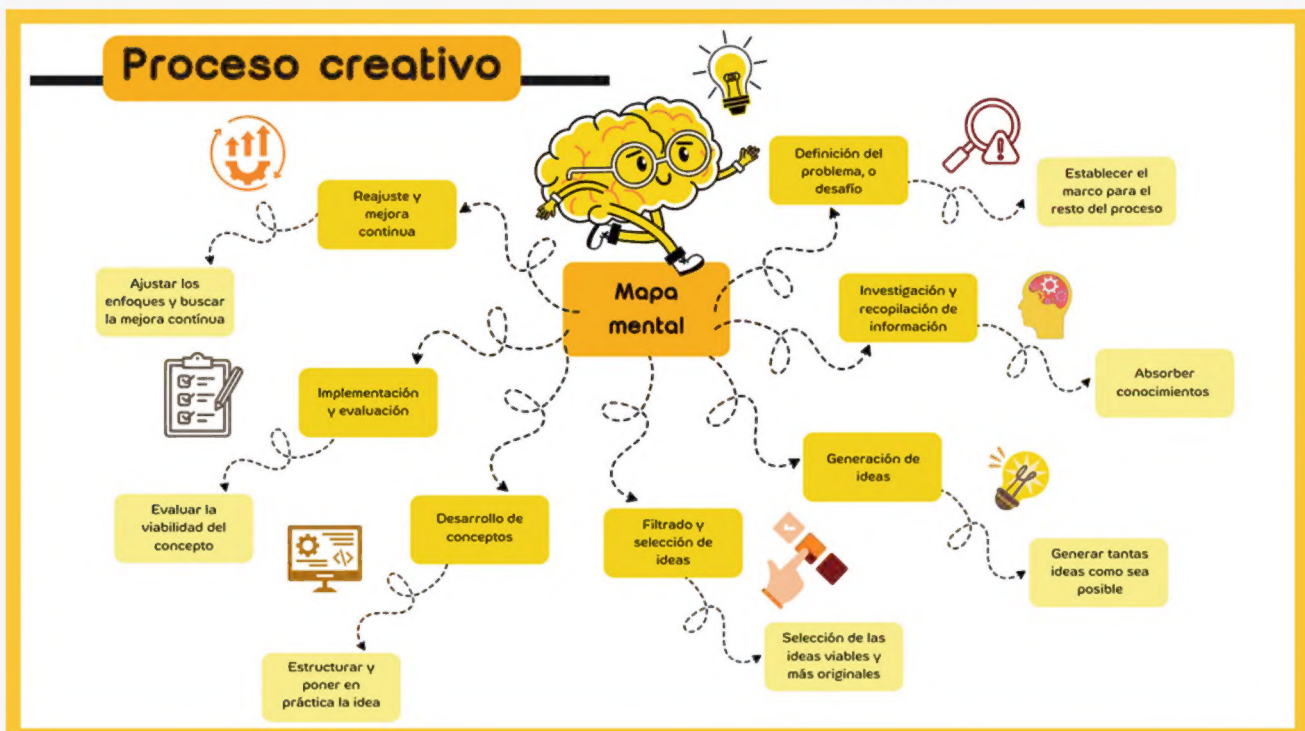 Proceso creativo
Mapa
mental
Definición del
problema, o
desafío
Establecer el
marco para el
resto del proceso
Investigación y
recopilación de
información
Absorber
conocimientos
Generación de
ideas
Generar tantas
ideas como sea
posible
Filtrado y
selección de
ideas
Selección de las
ideas viables y
más originales
Desarrollo de
conceptos
Estructurar y
poner en
práctica la idea
Implementación
y evaluación
Evaluar la
viabilidad del
concepto
Reajuste y
mejora
continua
Ajustar los
enfoques y buscar
la mejora contínua